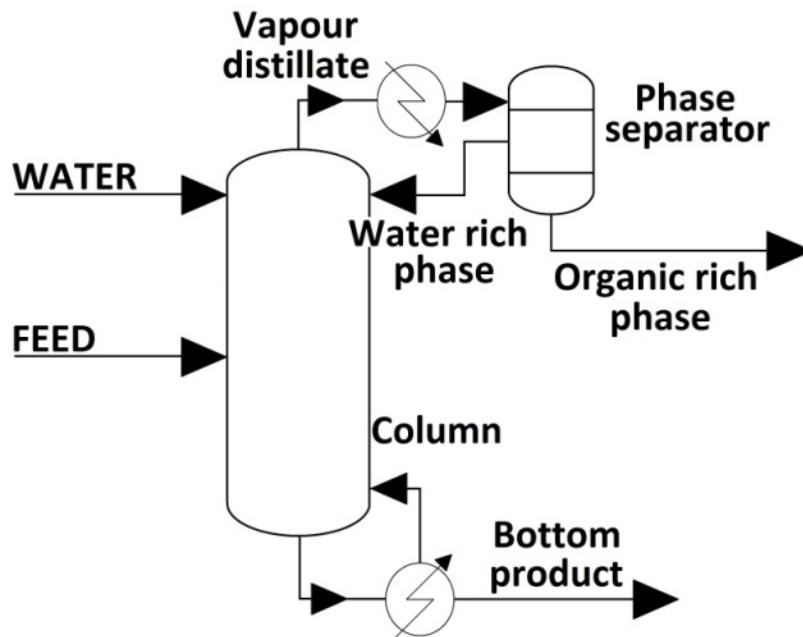 Vapour
distillate
Phase
separator
WATER
Water rich
phase
Organic rich
phase
FEED
Column
Bottom
product